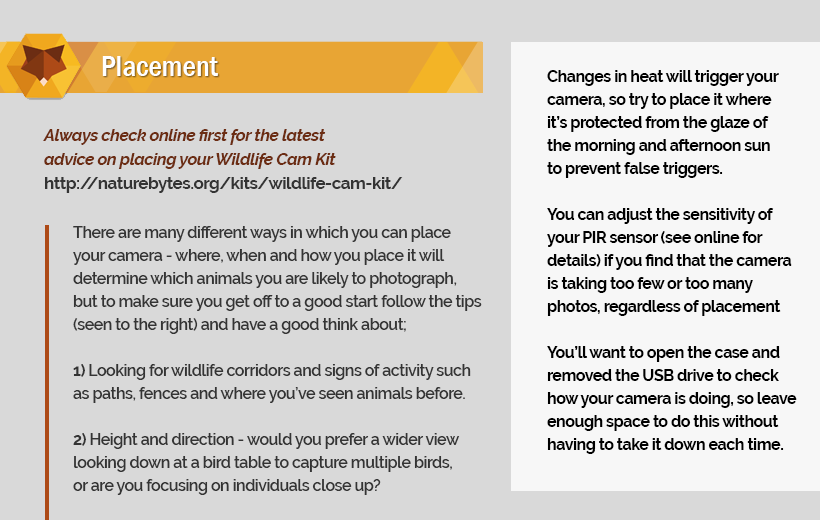 Placement
Always check online first for the latest
advice on placing your Wildlife Cam Kit
http://naturebytes.org/kits/wildlife-cam-kit/
There are many different ways in which you can place
your camera - where, when and how you place it will
determine which animals you are likely to photograph,
but to make sure you get off to a good start follow the tips
(seen to the right) and have a good think about;
1) Looking for wildlife corridors and signs of activity such
as paths, fences and where you've seen animals before.
2) Height and direction - would you prefer a wider view
looking down at a bird table to capture multiple birds,
or are you focusing on individuals close up?
Changes in heat will trigger your
camera, so try to place it where
it's protected from the glaze of
the morning and afternoon sun
to prevent false triggers.
You can adjust the sensitivity of
your PIR sensor (see online for
details) if you find that the camera
is taking too few or too many
photos, regardless of placement
You'll want to open the case and
removed the USB drive to check
how your camera is doing, so leave
enough space to do this without
having to take it down each time.